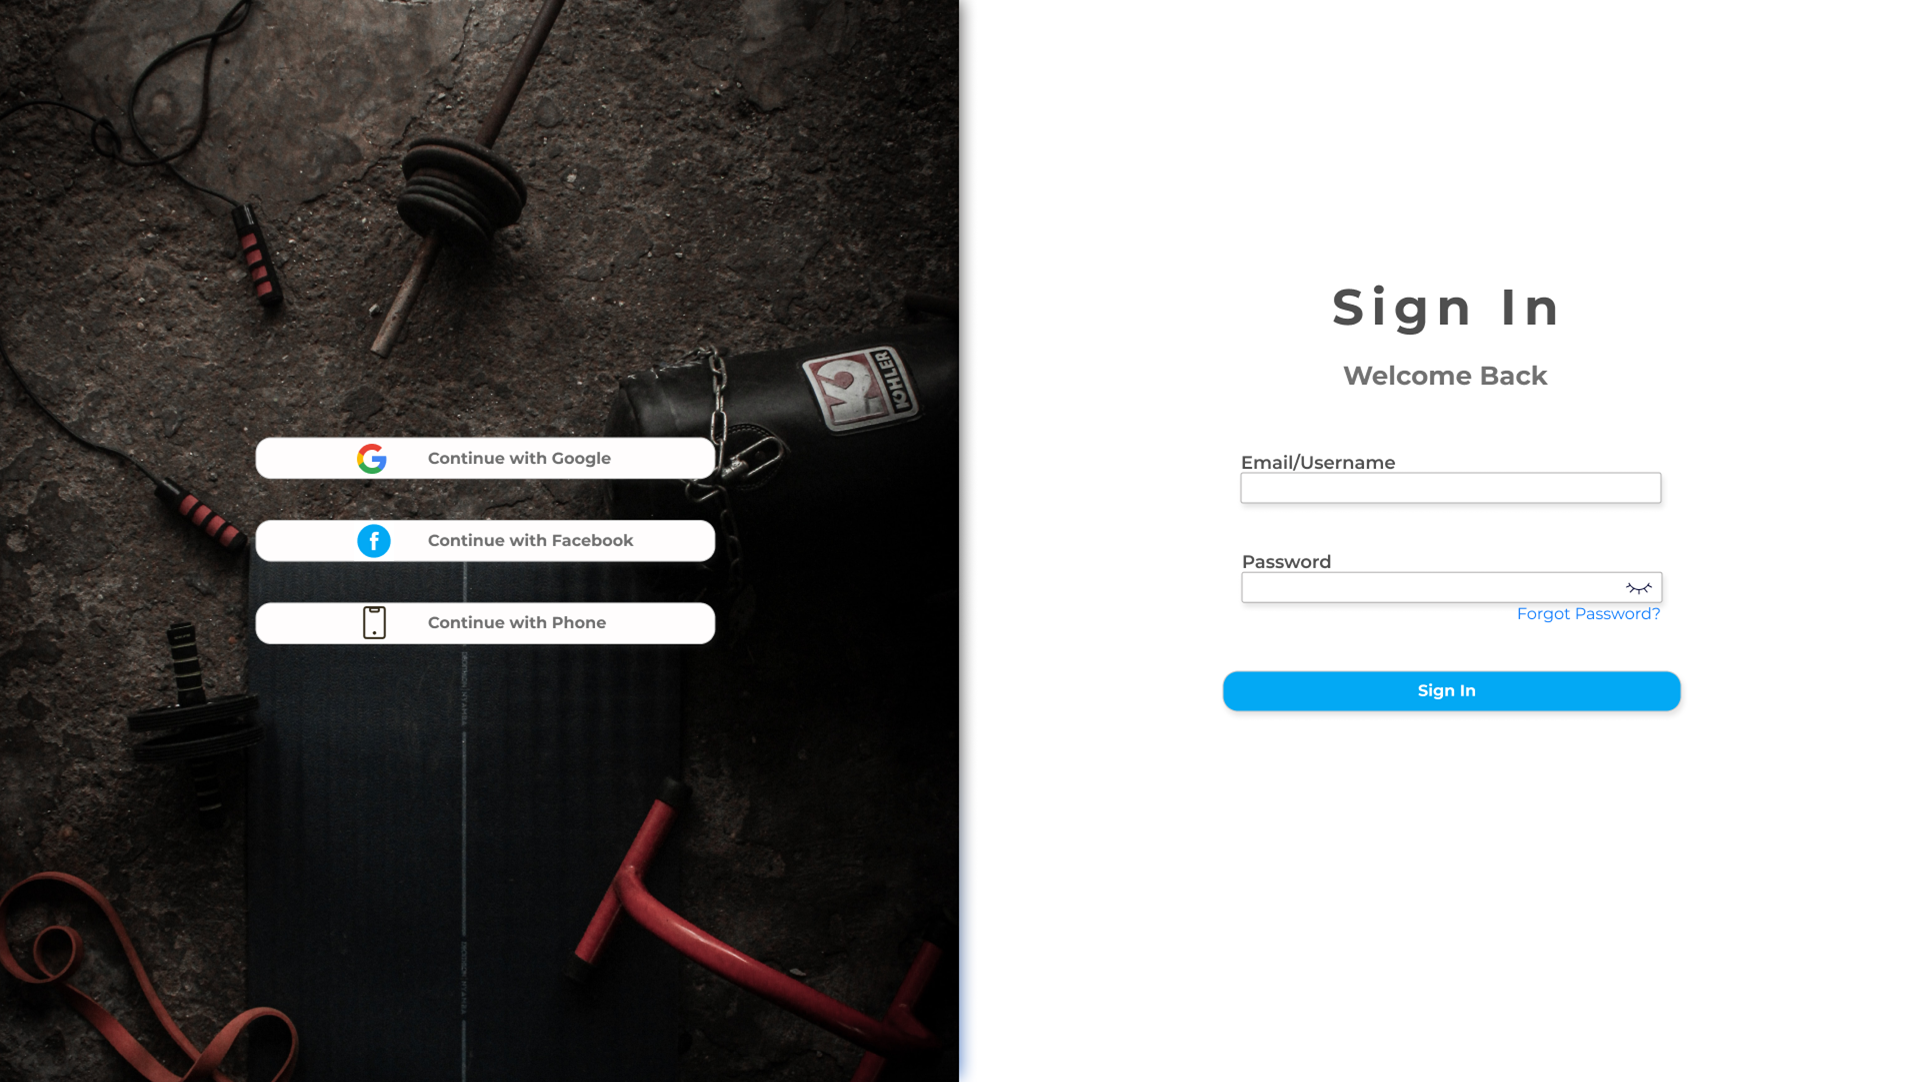 KOHLER
Continue with Google
Continue with Facebook
Continue with Phone
Sign In
Welcome Back
Email/Username
Password
Forgot Password?
Sign In